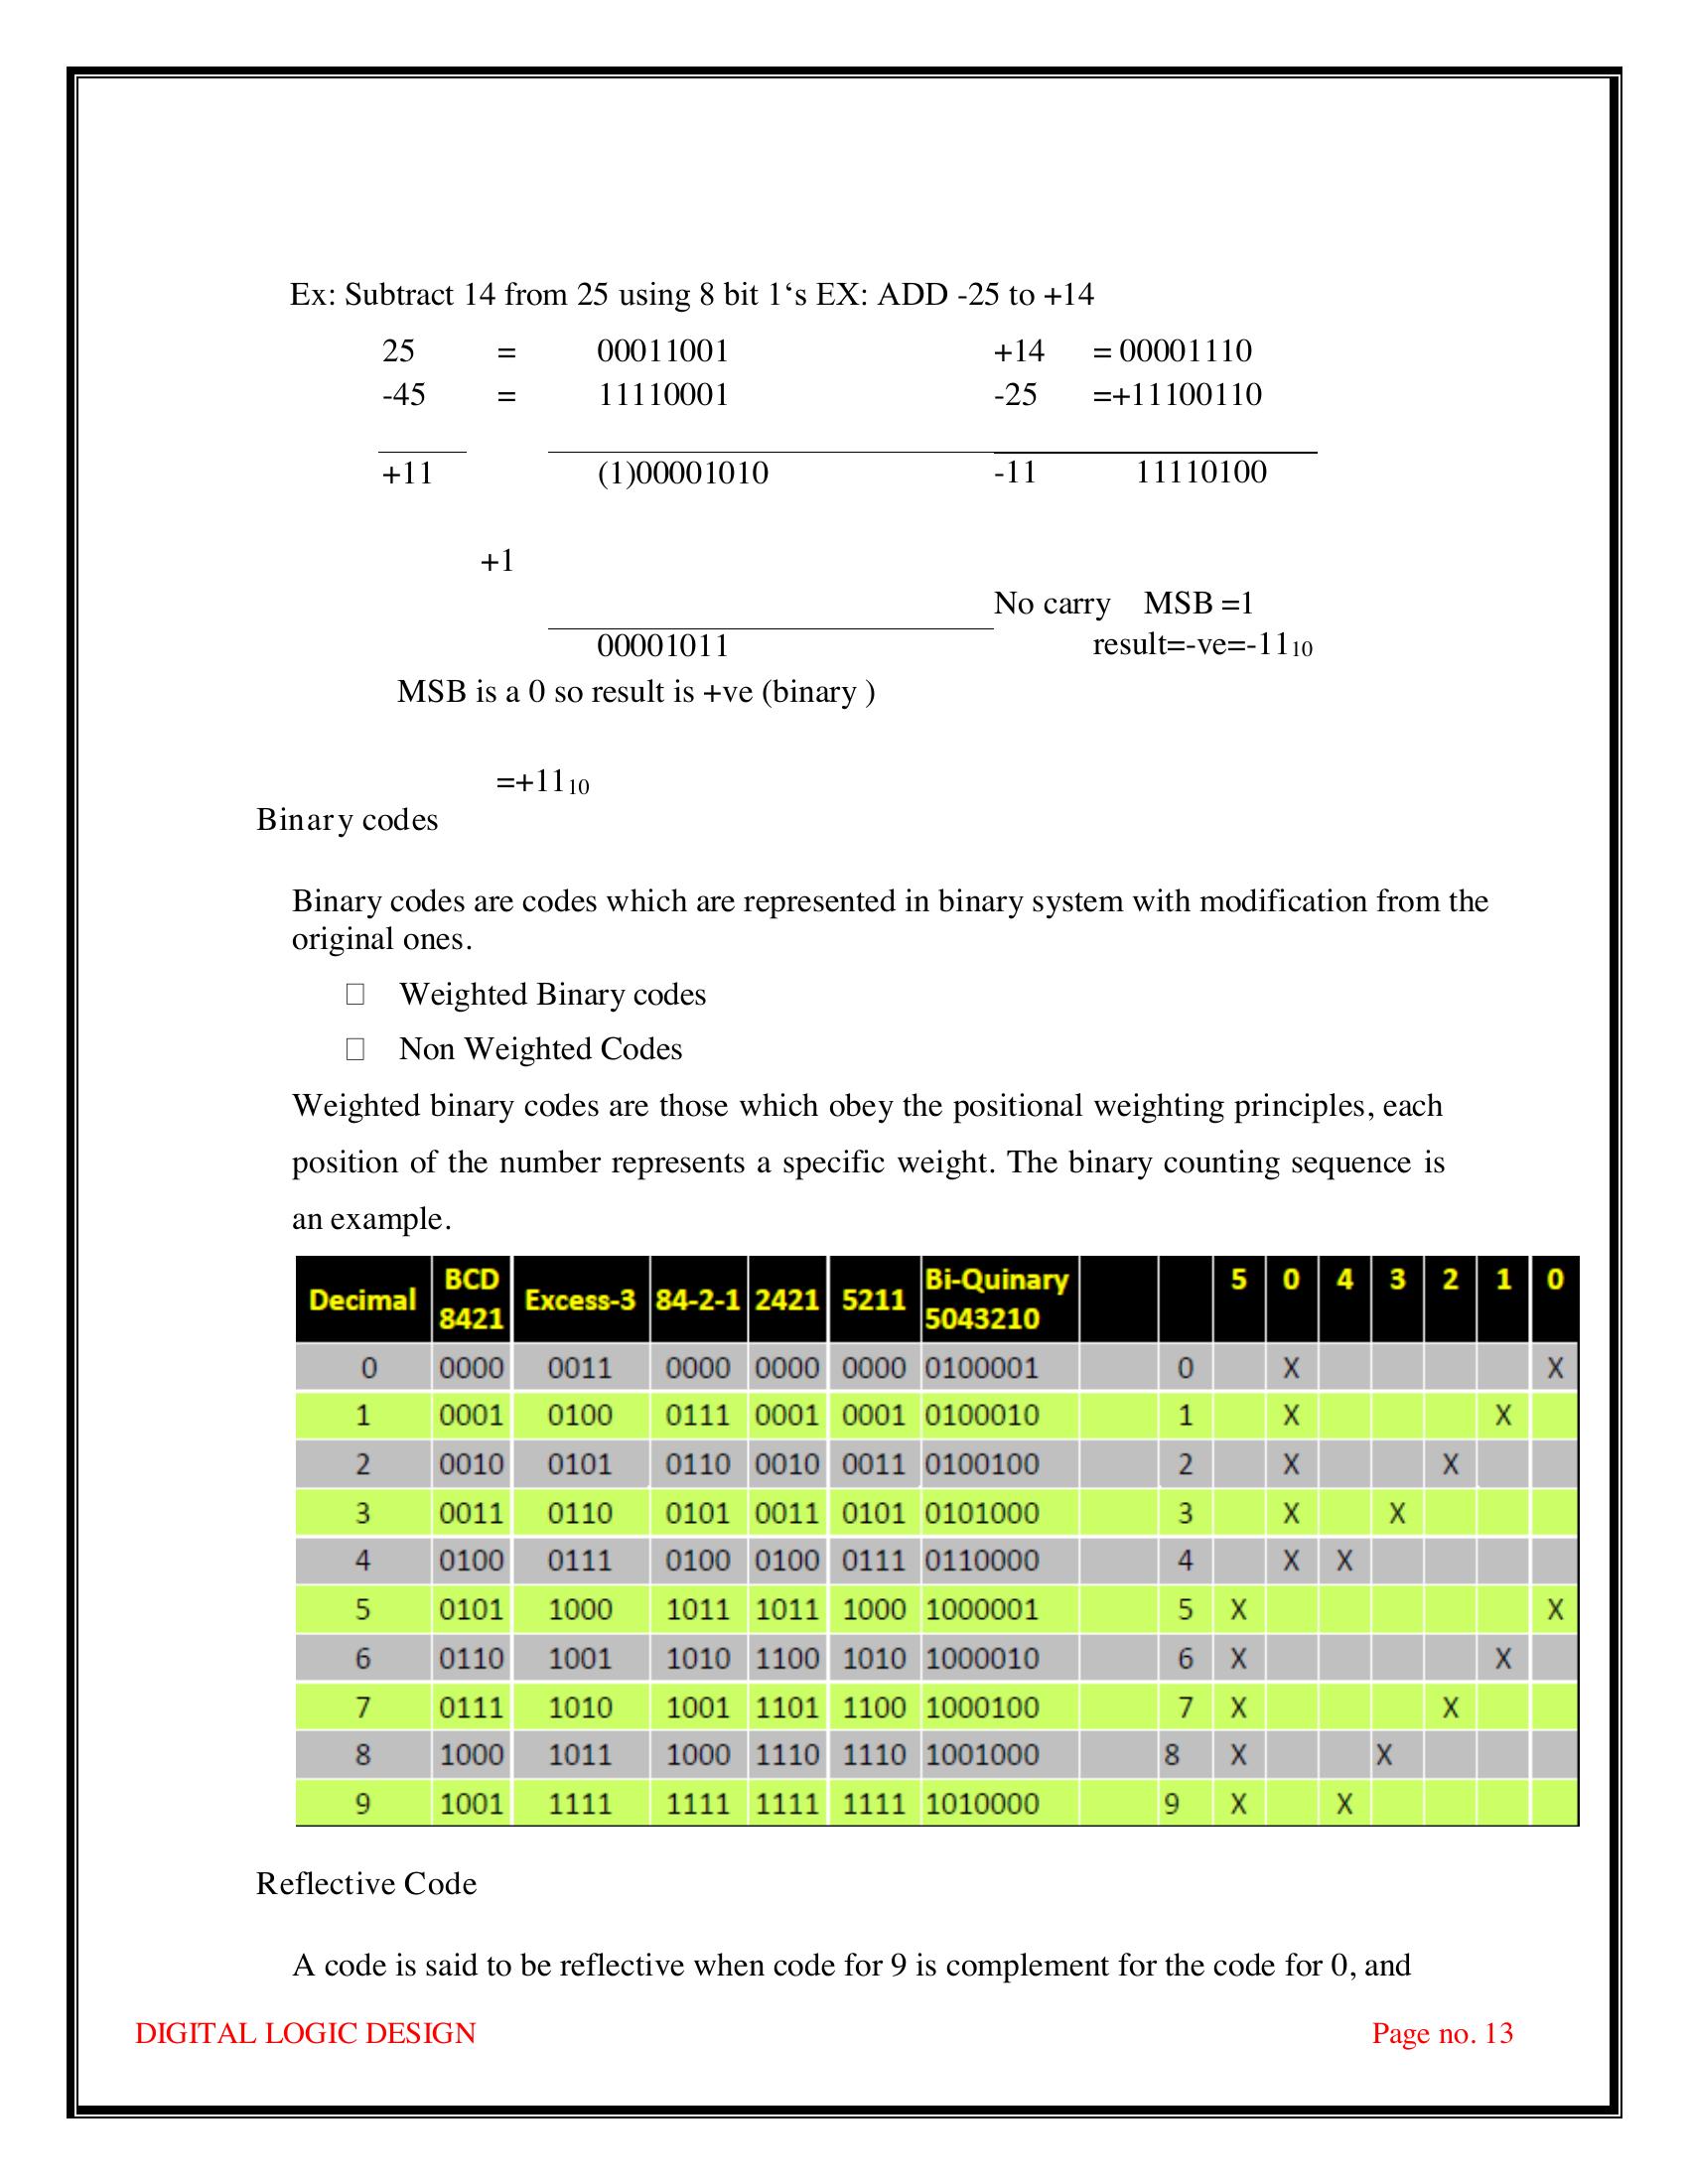 Ex: Subtract 14 from 25 using 8 bit 1‘s EX: ADD -25 to +14
25 = 00011001 +14 = 00001110
-45 = 11110001 -25 =+11100110
+11 (1)00001010 -11 11110100
+1
No carry MSB =1
00001011 result=-ve=-11₁₀
MSB is a 0 so result is +ve (binary )
=+11₁₀
Binary codes
Binary codes are codes which are represented in binary system with modification from the
original ones.
Weighted Binary codes
Non Weighted Codes
Weighted binary codes are those which obey the positional weighting principles, each
position of the number represents a specific weight. The binary counting sequence is
an example.
Decimal BCD 8421 Excess-3 84-2-1 2421 5211 Bi-Quinary 5043210 5 0 4 3 2 1 0
0 0000 0011 0000 0000 0000 0100001 0 X X
1 0001 0100 0111 0001 0001 0100010 1 X X
2 0010 0101 0110 0010 0011 0100100 2 X X
3 0011 0110 0101 0011 0101 0101000 3 X X
4 0100 0111 0100 0100 0111 0110000 4 X X
5 0101 1000 1011 1011 1000 1000001 5 X X
6 0110 1001 1010 1100 1010 1000010 6 X X
7 0111 1010 1001 1101 1100 1000100 7 X X
8 1000 1011 1000 1110 1110 1001000 8 X X
9 1001 1111 1111 1111 1111 1010000 9 X X
Reflective Code
A code is said to be reflective when code for 9 is complement for the code for 0, and
DIGITAL LOGIC DESIGN Page no. 13